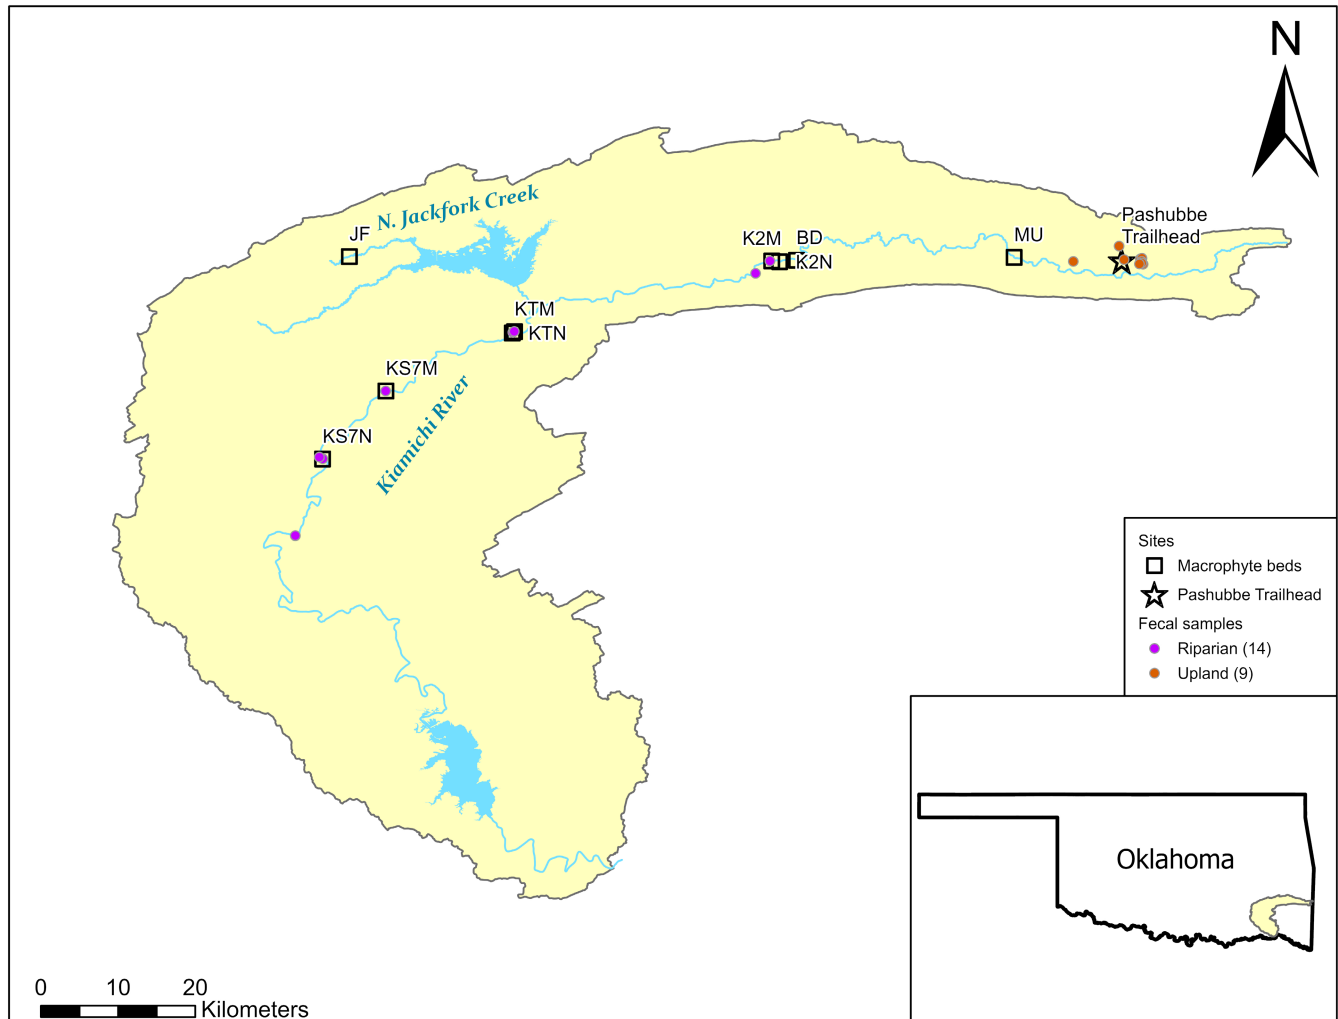 N
Pashubbe
Trailhead
N. Jackfork Creek
JF
K2M
BD
MU
K2N
KTM
KTN
KS7M
Kiamichi River
KS7N
Sites
Macrophyte beds
Pashubbe Trailhead
Fecal samples
Riparian (14)
Upland (9)
Oklahoma
0 10 20
Kilometers